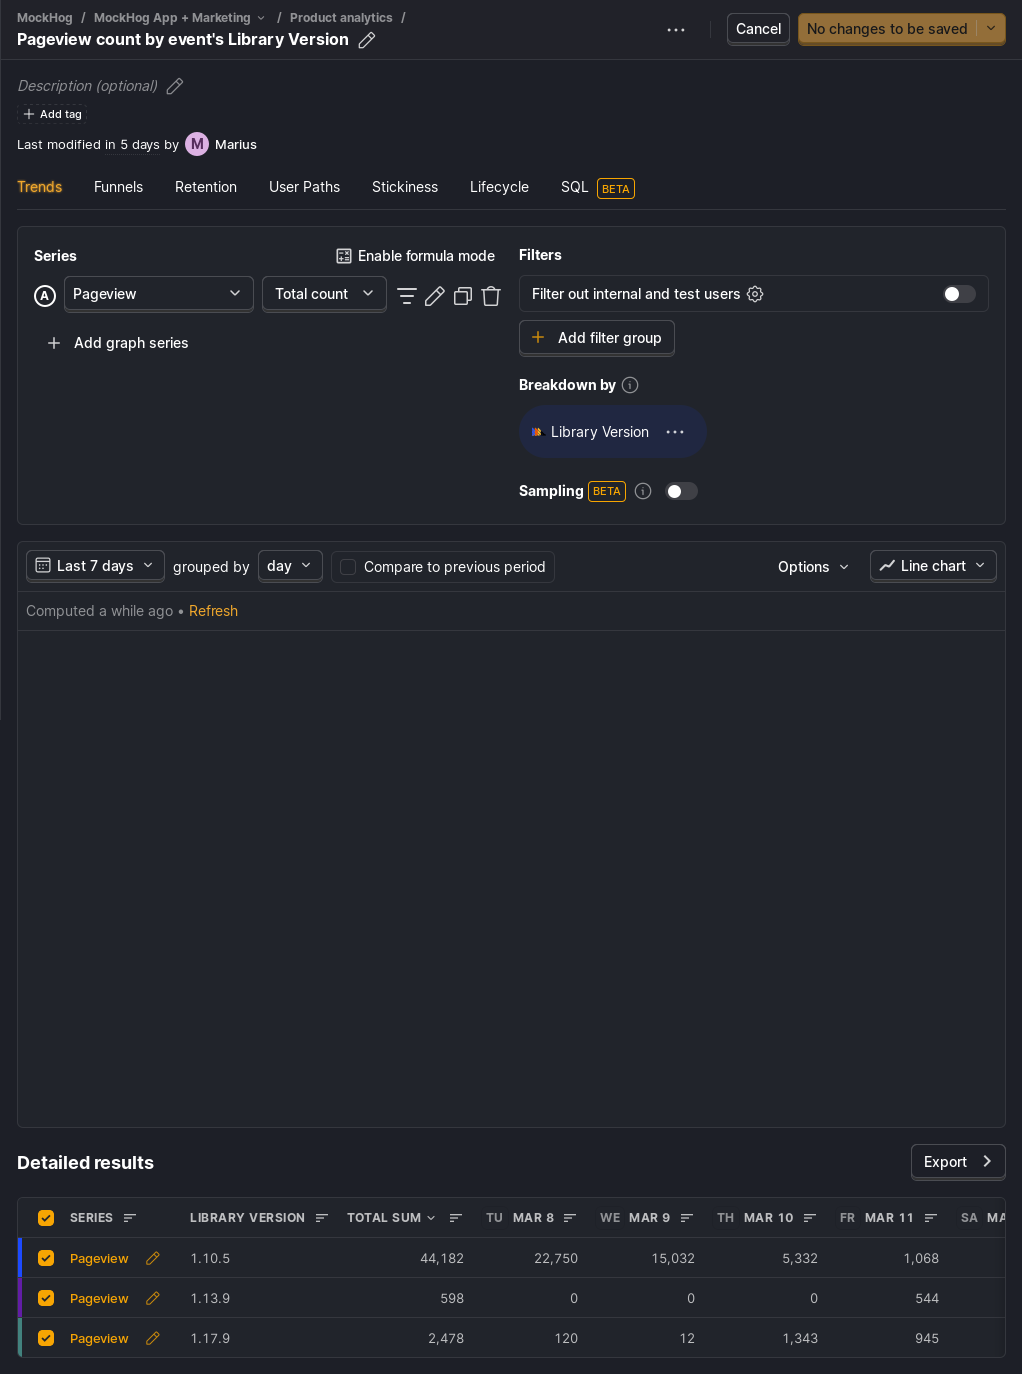 MockHog / MockHog App + Marketing / Product analytics /
Pageview count by event's Library Version
Cancel
No changes to be saved
Description (optional)
Add tag
Last modified in 5 days by M Marius
Trends Funnels Retention User Paths Stickiness Lifecycle SQL BETA
Series
Enable formula mode
A Pageview Total count
Add graph series
Filters
Filter out internal and test users
Add filter group
Breakdown by
Library Version
Sampling BETA
Last 7 days grouped by day Compare to previous period Options Line chart
Computed a while ago • Refresh
Detailed results
Export
SERIES LIBRARY VERSION TOTAL SUM TU MAR 8 WE MAR 9 TH MAR 10 FR MAR 11 SA MA
Pageview 1.10.5 44,182 22,750 15,032 5,332 1,068
Pageview 1.13.9 598 0 0 0 544
Pageview 1.17.9 2,478 120 12 1,343 945